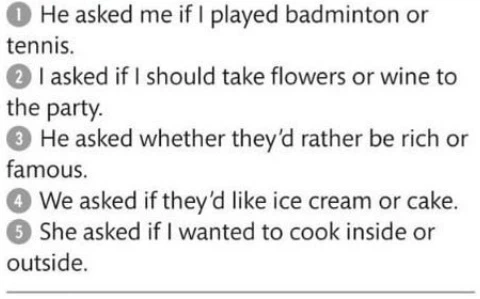 1 He asked me if I played badminton or
tennis.
2 I asked if I should take flowers or wine to
the party.
3 He asked whether they'd rather be rich or
famous.
4 We asked if they'd like ice cream or cake.
5 She asked if I wanted to cook inside or
outside.